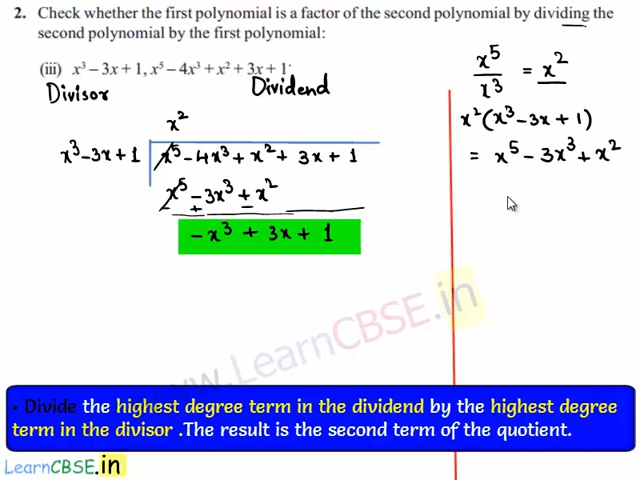 2. Check whether the first polynomial is a factor of the second polynomial by dividing the
second polynomial by the first polynomial:
(iii) x³ – 3x + 1, x⁵ – 4x³ + x² + 3x + 1
Divisor Dividend
x²
x³ - 3x + 1 x⁵ - 4x³ + x² + 3x + 1
x⁵ - 3x³ + x²
- + -
- x³ + 3x + 1
x⁵/x³ = x²
x²(x³ - 3x + 1)
= x⁵ - 3x³ + x²
www.LearnCBSE.in
• Divide the highest degree term in the dividend by the highest degree
term in the divisor .The result is the second term of the quotient.
LearnCBSE.in